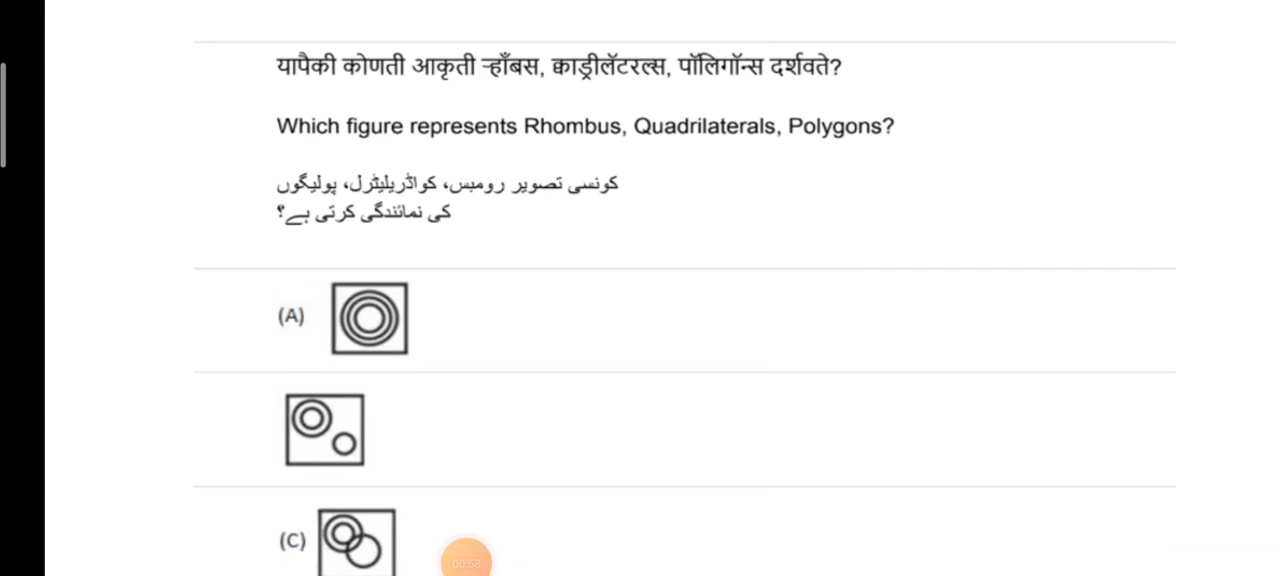 यापैकी कोणती आकृती ऱ्हाँबस, क्वाड्रीलॅटरल्स, पॉलिगॉन्स दर्शवते?
Which figure represents Rhombus, Quadrilaterals, Polygons?
کونسی تصویر رومبس، کواڈریلیٹرل، پولیگوں
کی نمائندگی کرتی ہے؟
(A)
(C)
00:58